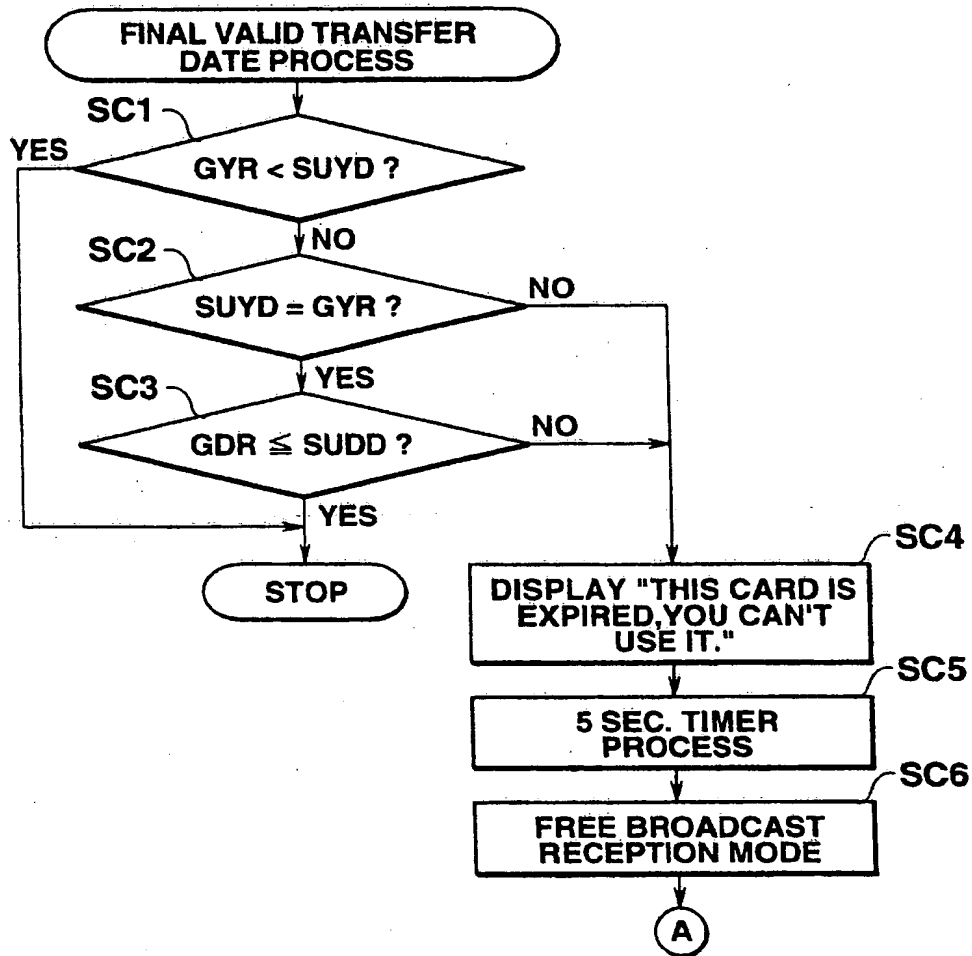 FINAL VALID TRANSFER
DATE PROCESS
SC1
YES
GYR < SUYD ?
NO
SC2
SUYD = GYR ?
NO
YES
SC3
GDR ≦ SUDD ?
NO
YES
STOP
SC4
DISPLAY "THIS CARD IS
EXPIRED,YOU CAN'T
USE IT."
SC5
5 SEC. TIMER
PROCESS
SC6
FREE BROADCAST
RECEPTION MODE
A